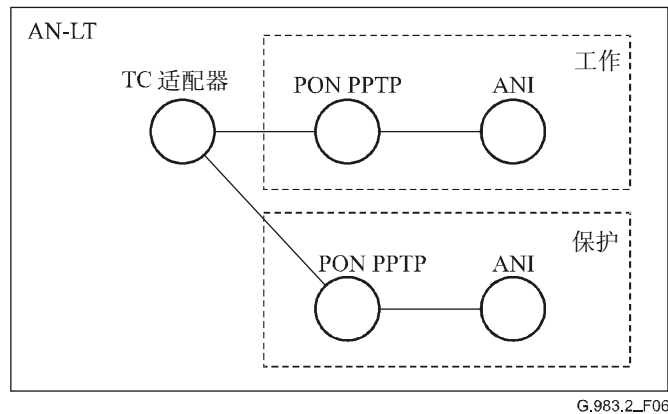 AN-LT
工作
TC 适配器
PON PPTP
ANI
保护
PON PPTP
ANI
G.983.2_F06